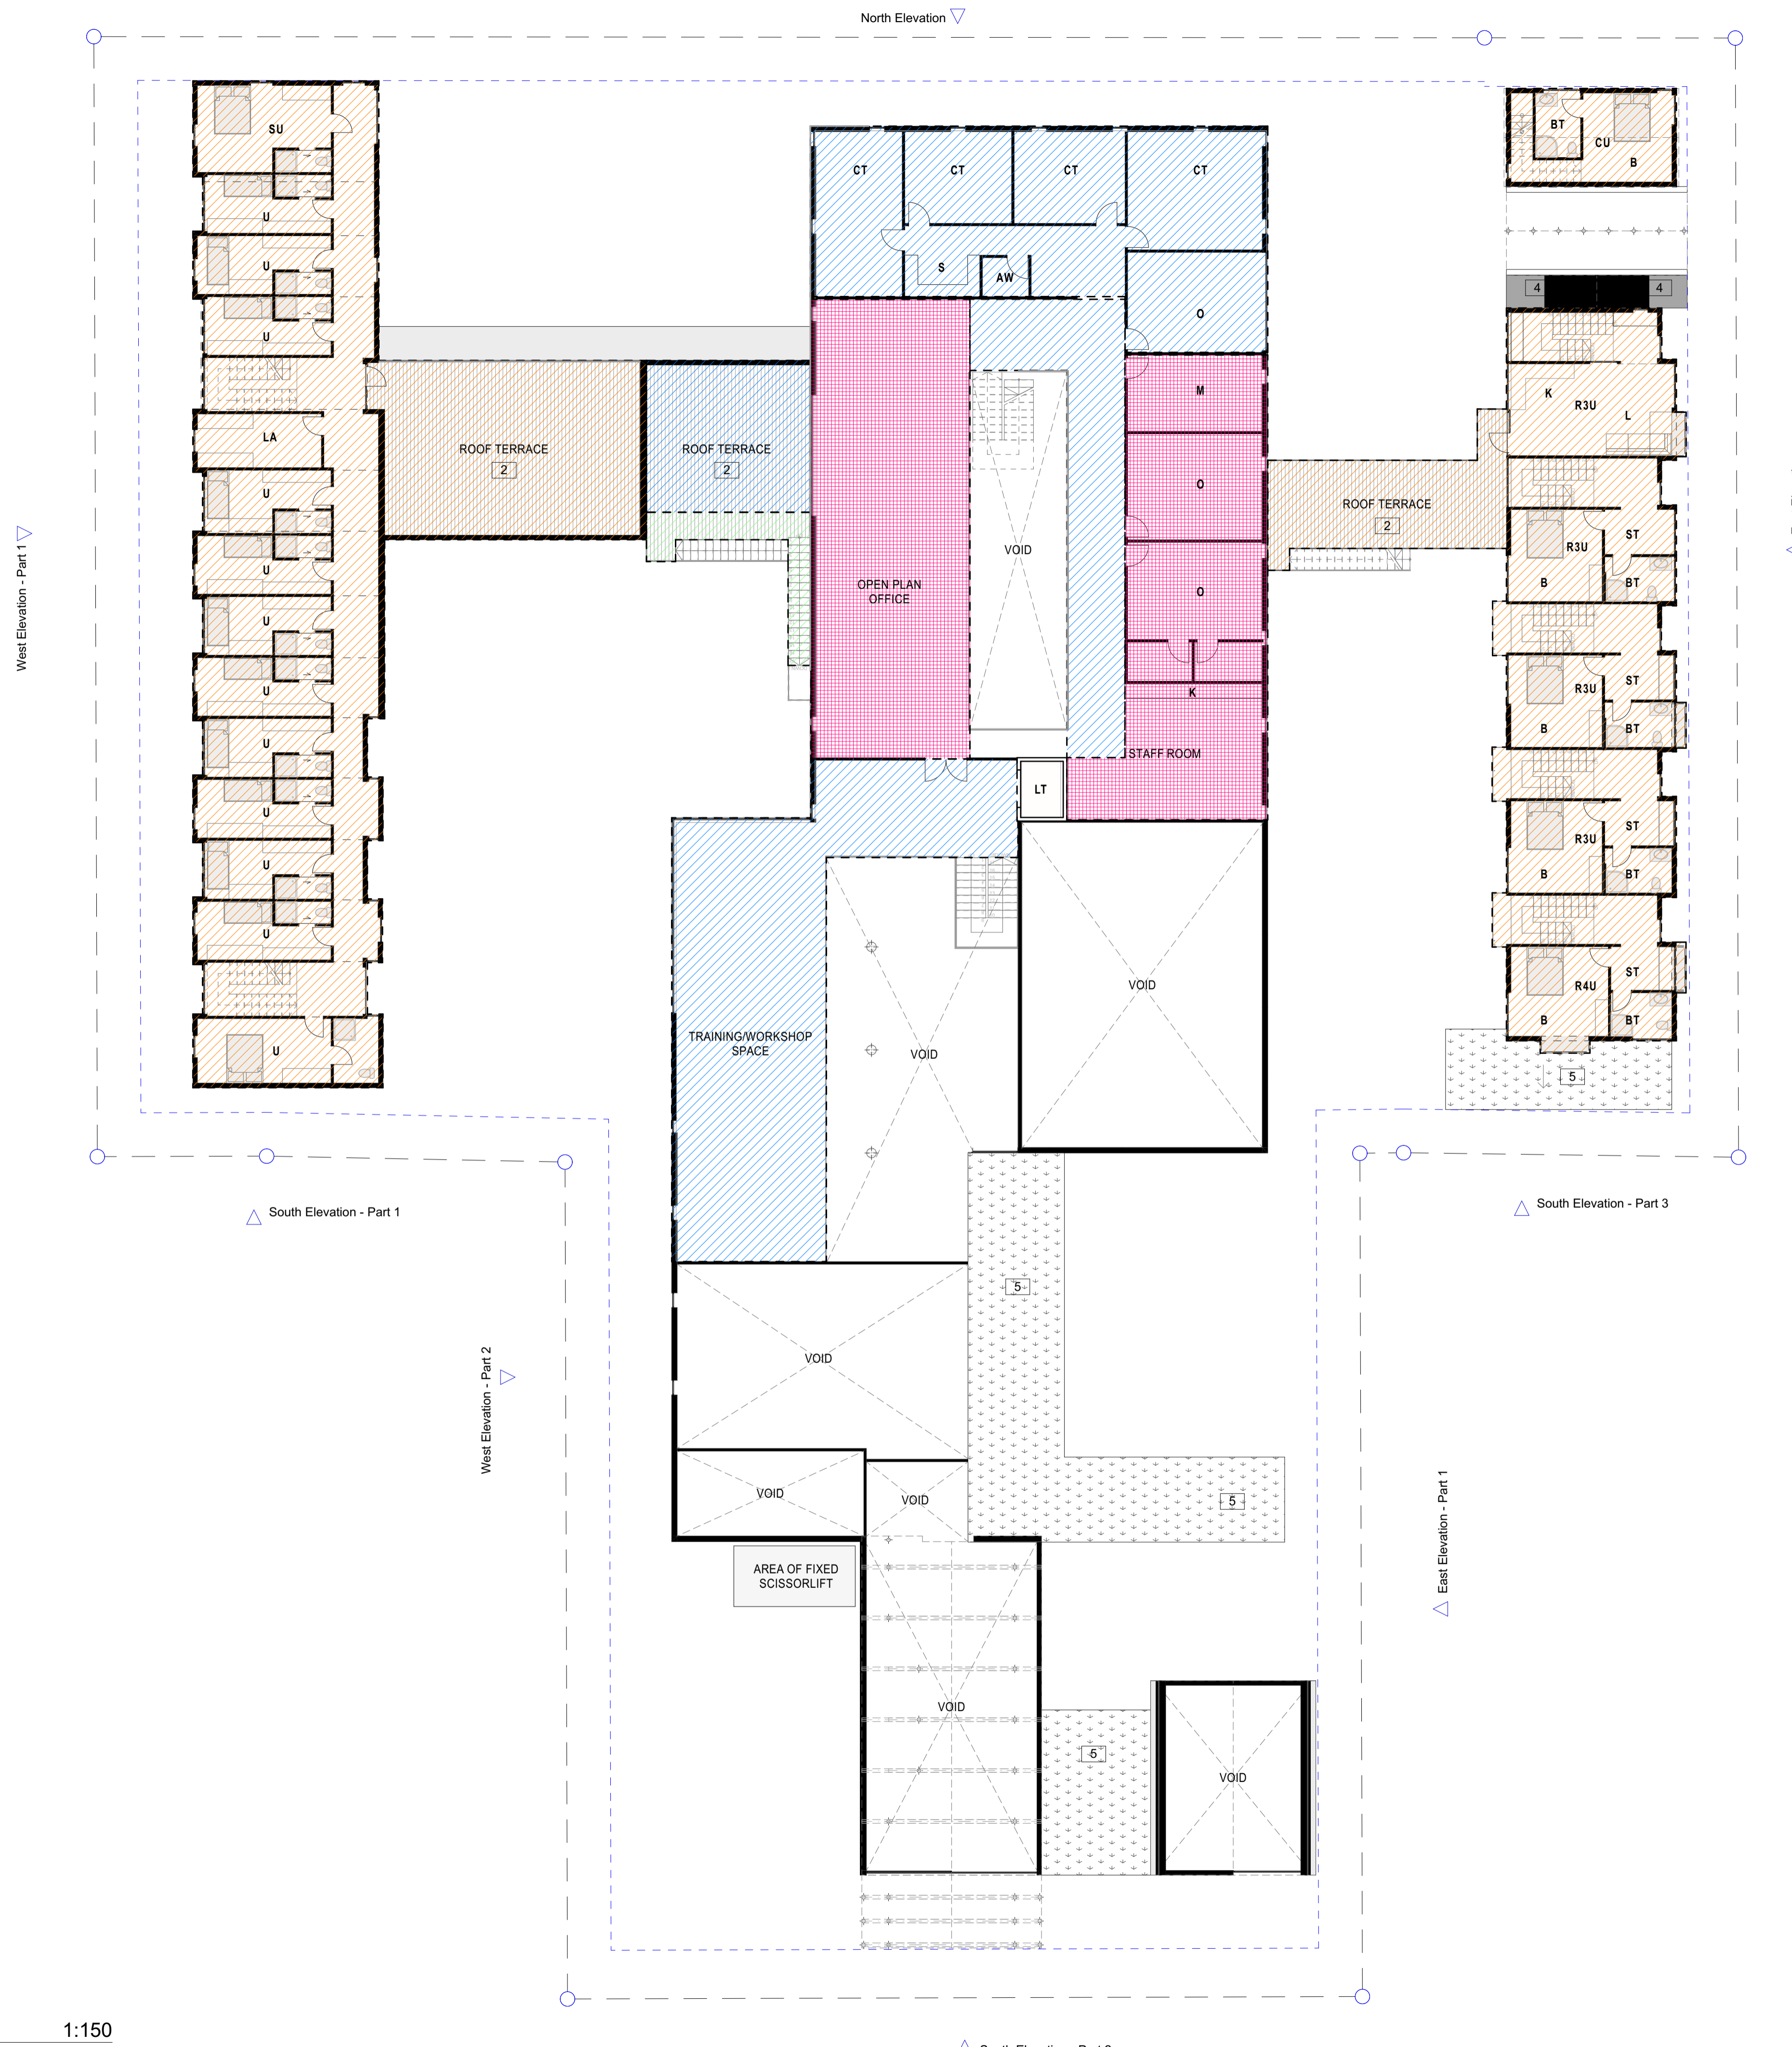 North Elevation
SU
U
U
U
LA
U
U
U
U
U
U
U
U
U
West Elevation - Part 1
ROOF TERRACE
2
ROOF TERRACE
2
CT
CT
CT
CT
S
AW
O
M
O
O
K
STAFF ROOM
OPEN PLAN
OFFICE
VOID
LT
ROOF TERRACE
2
BT
CU
B
4
4
K
R3U
L
R3U
ST
B
BT
R3U
ST
B
BT
R3U
ST
B
BT
R4U
ST
B
BT
5
TRAINING/WORKSHOP
SPACE
VOID
VOID
South Elevation - Part 1
South Elevation - Part 3
5
VOID
West Elevation - Part 2
VOID
VOID
5
AREA OF FIXED
SCISSORLIFT
East Elevation - Part 1
VOID
5
VOID
1:150